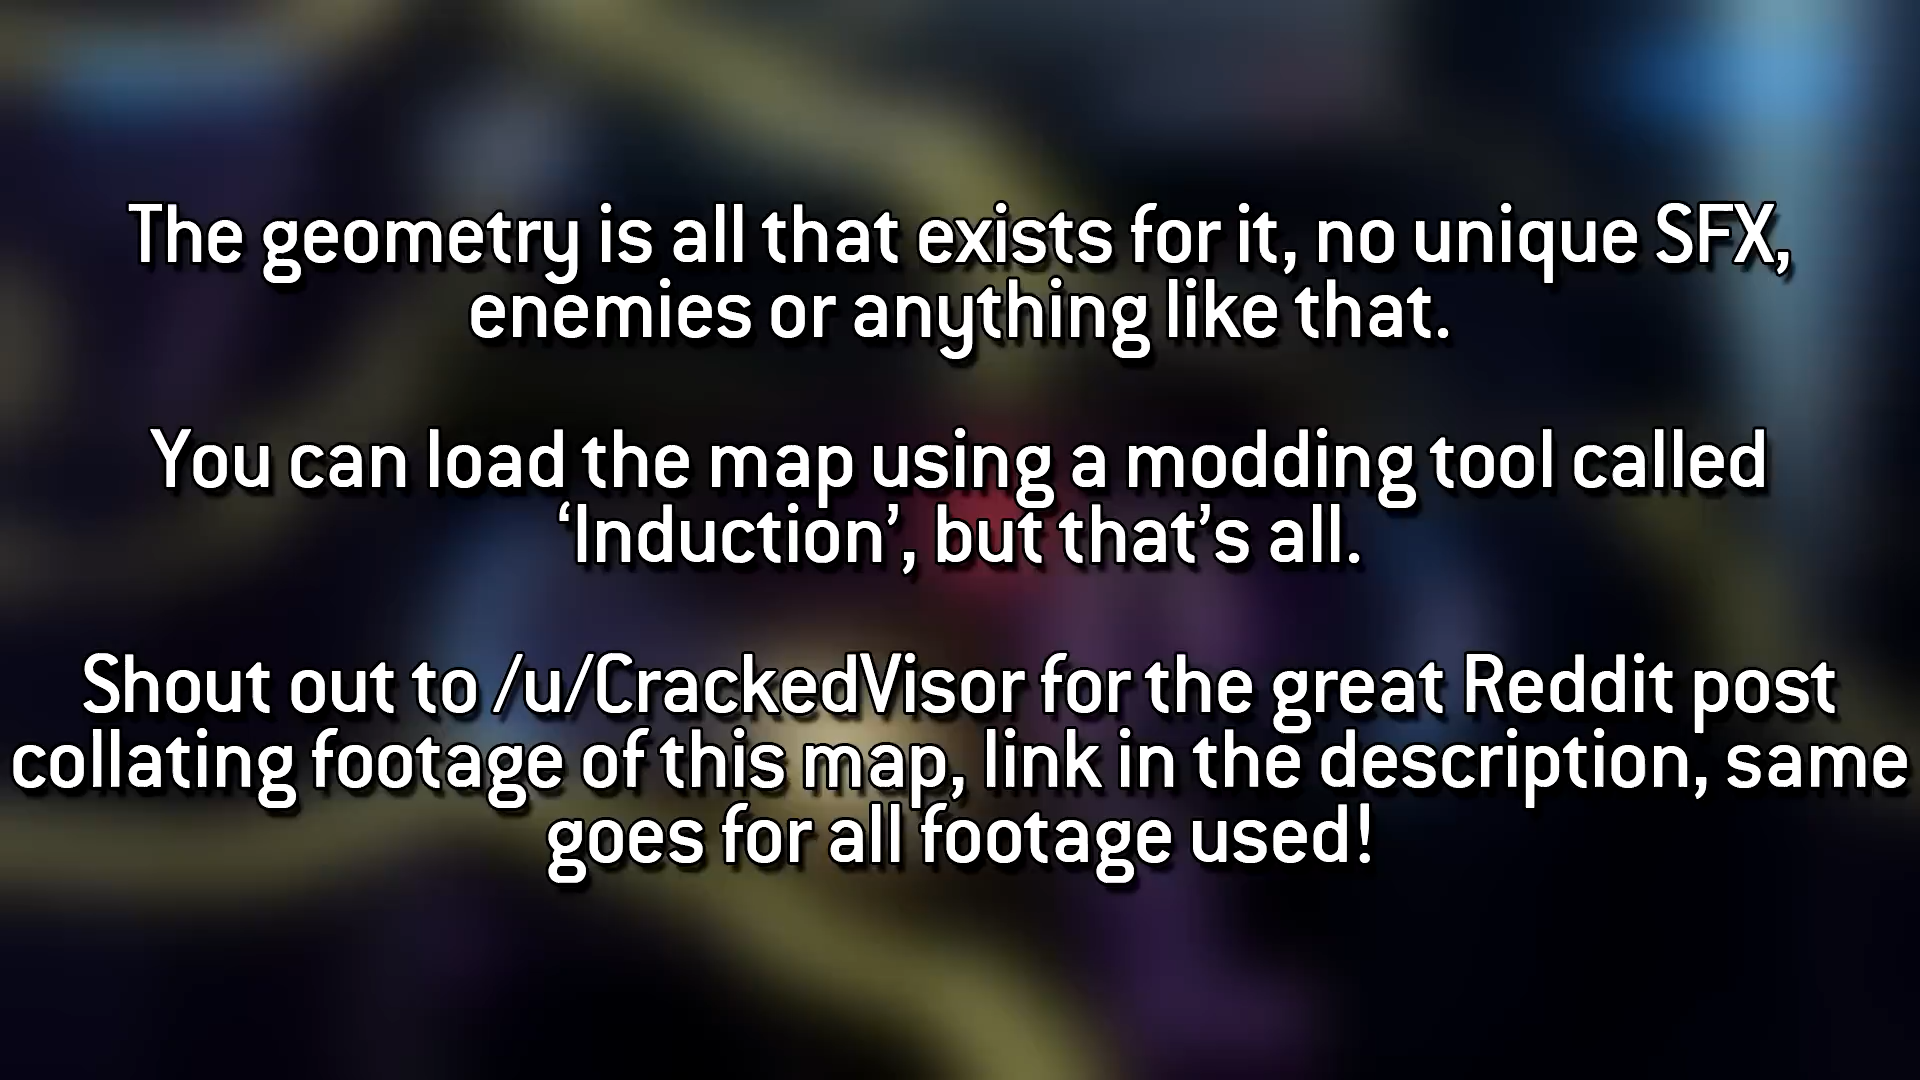 The geometry is all that exists for it, no unique SFX,
enemies or anything like that.
You can load the map using a modding tool called
‘Induction’, but that’s all.
Shout out to /u/CrackedVisor for the great Reddit post
collating footage of this map, link in the description, same
goes for all footage used!